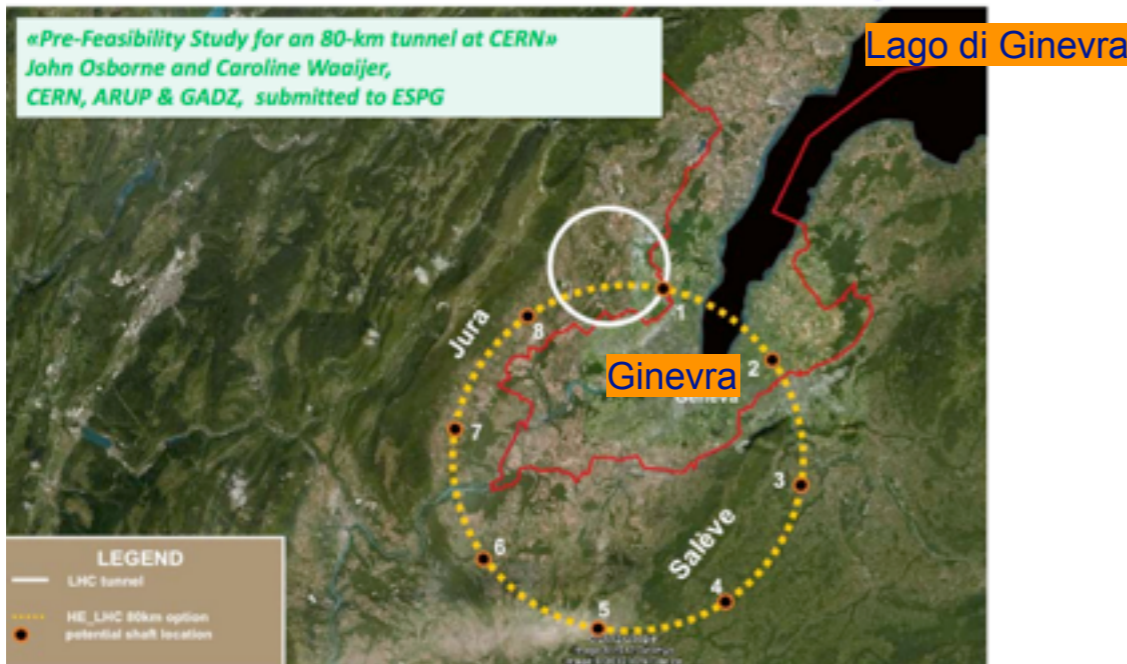 «Pre-Feasibility Study for an 80-km tunnel at CERN»
John Osborne and Caroline Waaijer,
CERN, ARUP & GADZ, submitted to ESPG
Lago di Ginevra
Jura
8
1
Ginevra
2
Geneva
7
3
Salève
6
4
5
LEGEND
LHC tunnel
HE_LHC 80km option
potential shaft location